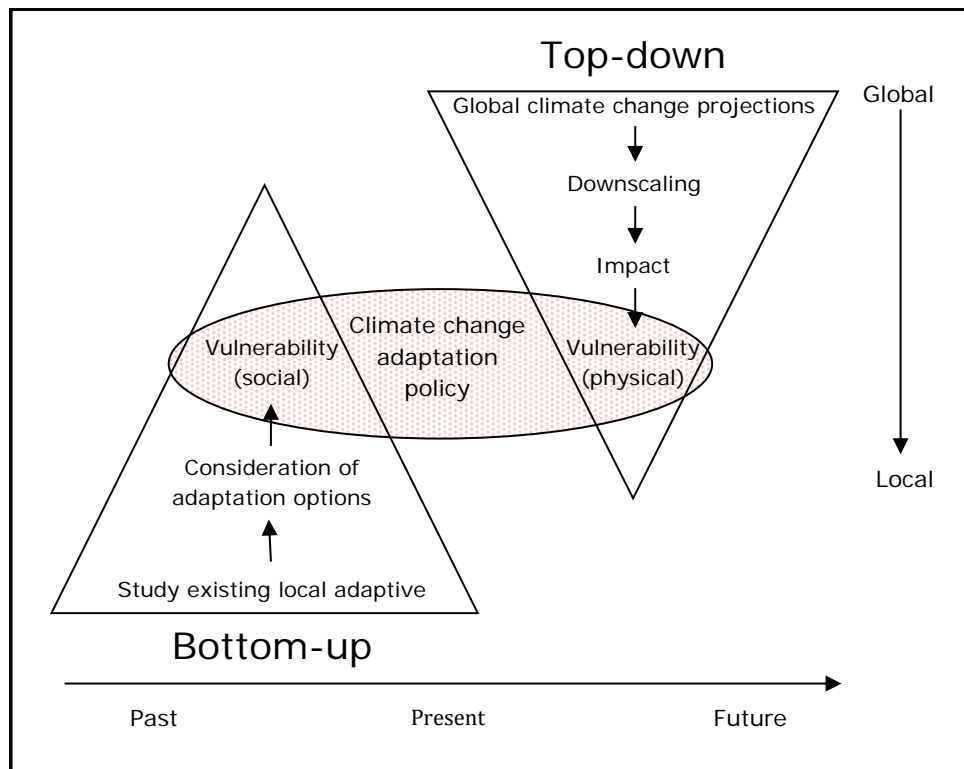 Top-down
Global climate change projections
Global
Downscaling
Impact
Climate change
adaptation
policy
Vulnerability
(social)
Vulnerability
(physical)
Consideration of
adaptation options
Local
Study existing local adaptive
Bottom-up
Past
Present
Future